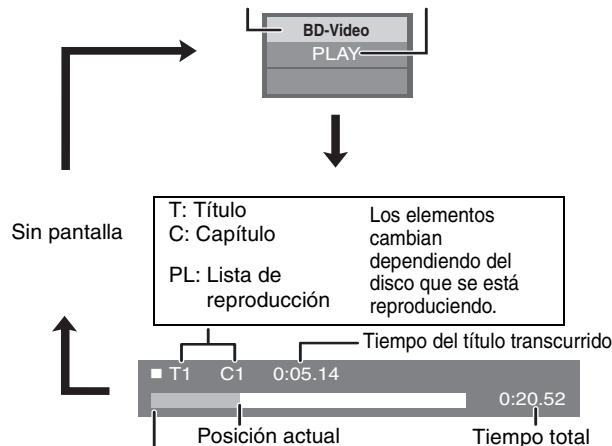 BD-Video
PLAY
Sin pantalla
T: Título
C: Capítulo
PL: Lista de
reproducción
Los elementos
cambian
dependiendo del
disco que se está
reproduciendo.
Tiempo del título transcurrido
T1 C1 0:05.14
0:20.52
Posición actual
Tiempo total